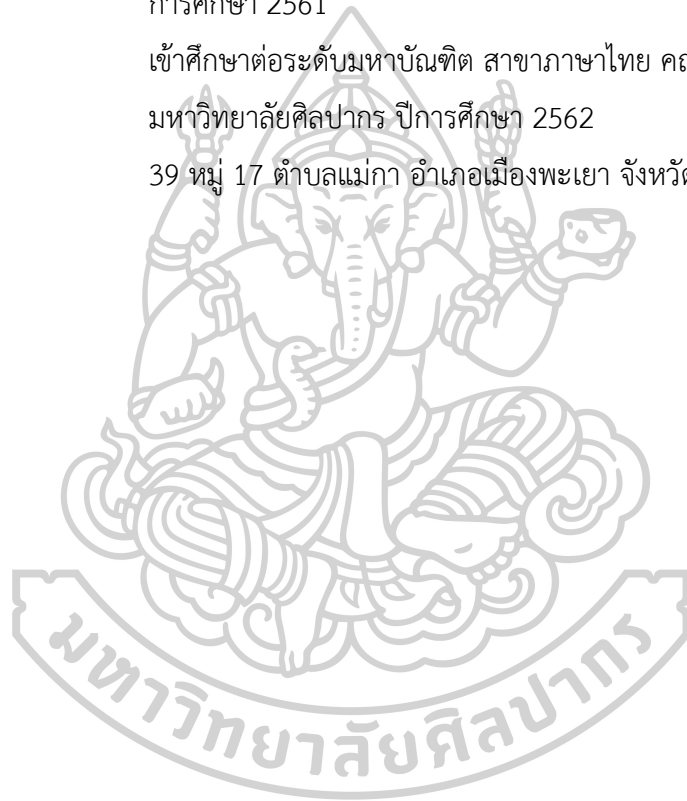 การศึกษา 2561
เข้าศึกษาต่อระดับมหาบัณฑิต สาขาภาษาไทย
มหาวิทยาลัยศิลปากร ปีการศึกษา 2562
39 หมู่ 17 ตำบลแม่กา อำเภอเมืองพะเยา
มหาวิทยาลัยศิลปากร